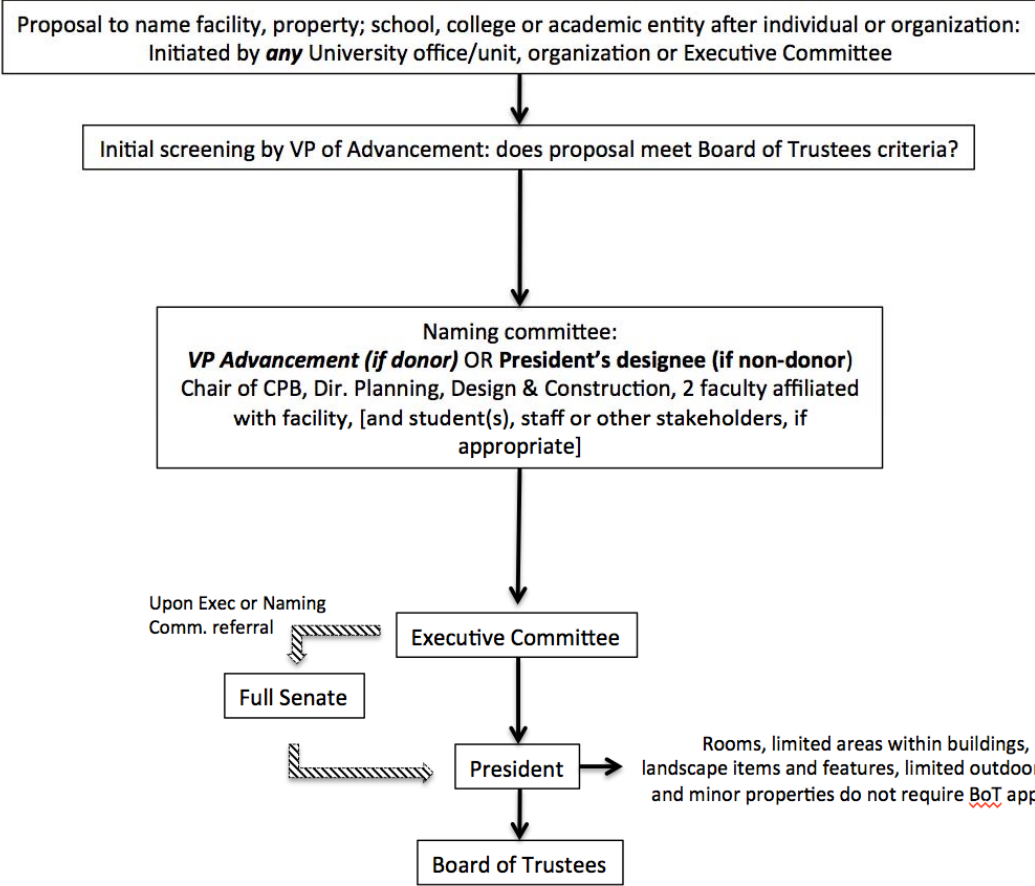 Proposal to name facility, property; school, college or academic entity after individual or organization:
Initiated by any University office/unit, organization or Executive Committee
Initial screening by VP of Advancement: does proposal meet Board of Trustees criteria?
Naming committee:
VP Advancement (if donor) OR President's designee (if non-donor)
Chair of CPB, Dir. Planning, Design & Construction, 2 faculty affiliated
with facility, [and student(s), staff or other stakeholders, if
appropriate]
Upon Exec or Naming
Comm. referral
Executive Committee
Full Senate
President
Rooms, limited areas within buildings,
landscape items and features, limited outdoor
and minor properties do not require BoT app
Board of Trustees